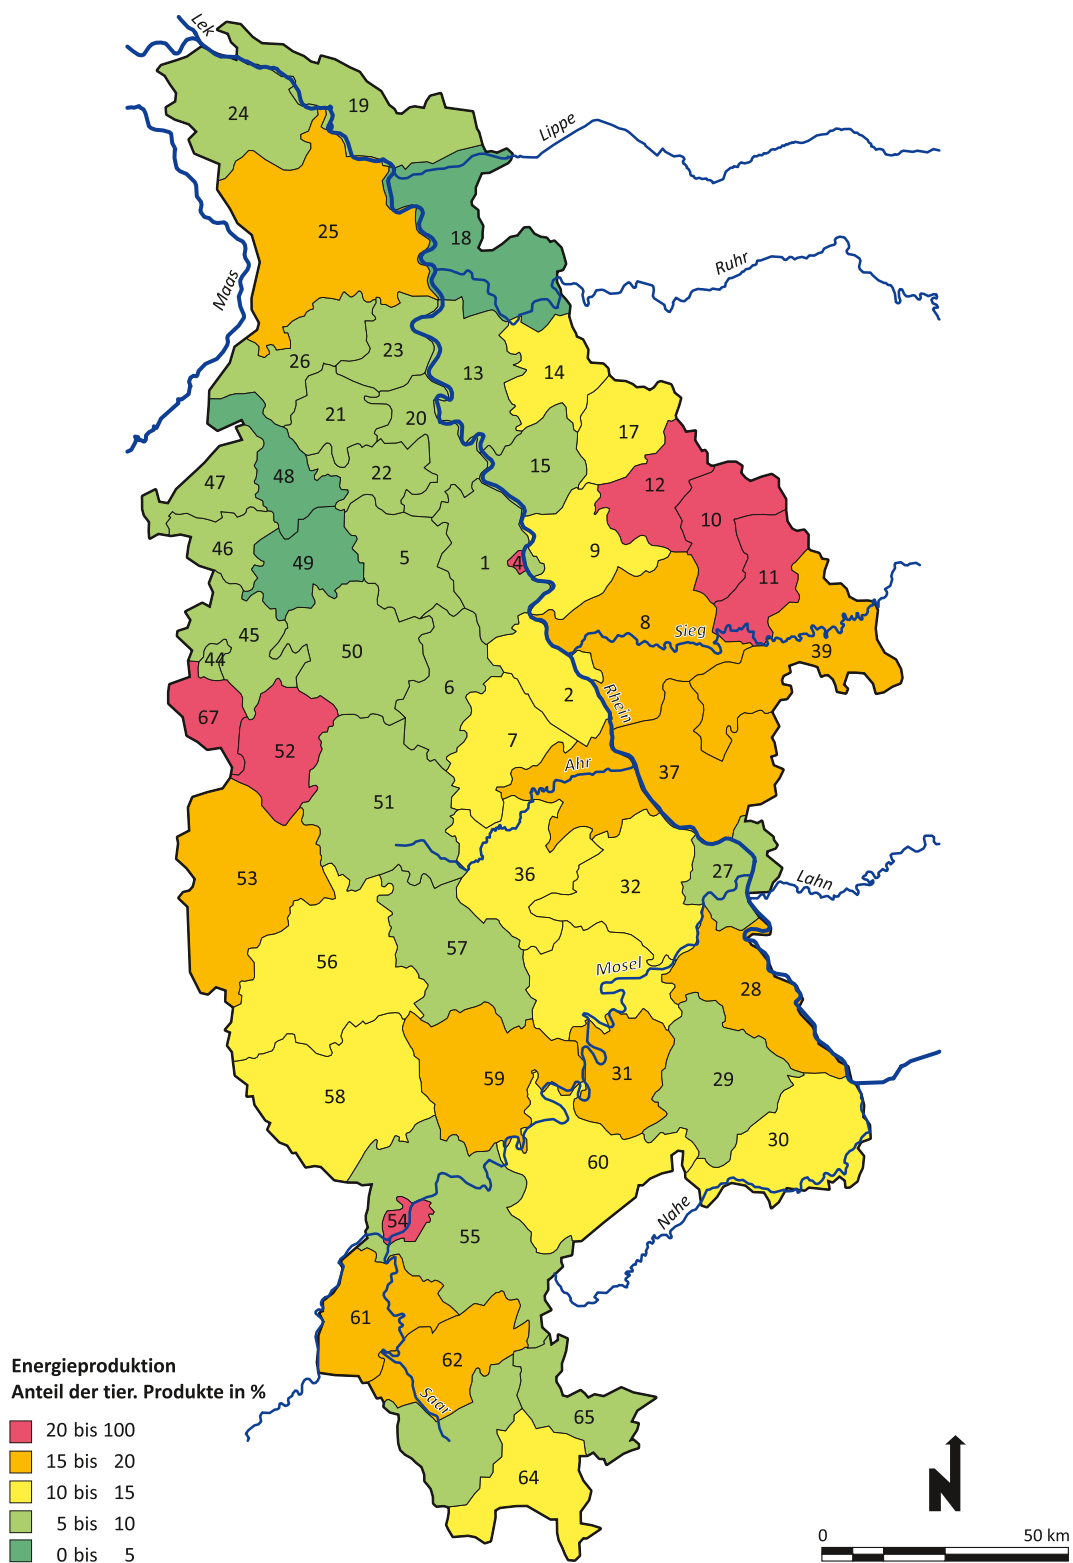 Lek
24
19
Lippe
25
18
Ruhr
Maas
26
23
13
14
21
20
17
47
48
22
15
12
10
46
49
5
1
4
9
11
45
44
50
8
Sieg
39
67
6
2
Rhein
52
7
Ahr
37
51
53
36
32
27
Lahn
56
57
Mosel
28
58
59
31
29
30
60
54
55
Nahe
61
62
Saar
65
64
Energieproduktion
Anteil der tier. Produkte in %
20 bis 100
15 bis 20
10 bis 15
5 bis 10
0 bis 5
N
0 50 km